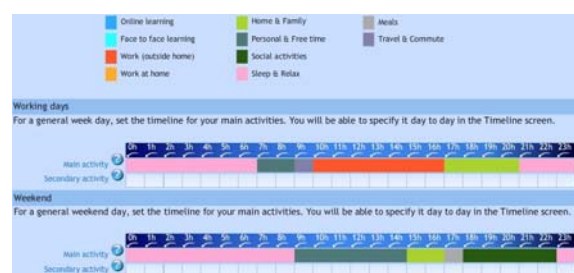 Online learning Home & Family Meals
Face to face learning Personal & Free time Travel & Commute
Work (outside home) Social activities
Work at home Sleep & Relax
Working days
For a general week day, set the timeline for your main activities. You will be able to specify it day to day in the Timeline screen.
0h 1h 2h 3h 4h 5h 6h 7h 8h 9h 10h 11h 12h 13h 14h 15h 16h 17h 18h 19h 20h 21h 22h 23h
Main activity ?
Secondary activity ?
Weekend
For a general weekend day, set the timeline for your main activities. You will be able to specify it day to day in the Timeline screen.
0h 1h 2h 3h 4h 5h 6h 7h 8h 9h 10h 11h 12h 13h 14h 15h 16h 17h 18h 19h 20h 21h 22h 23h
Main activity ?
Secondary activity ?